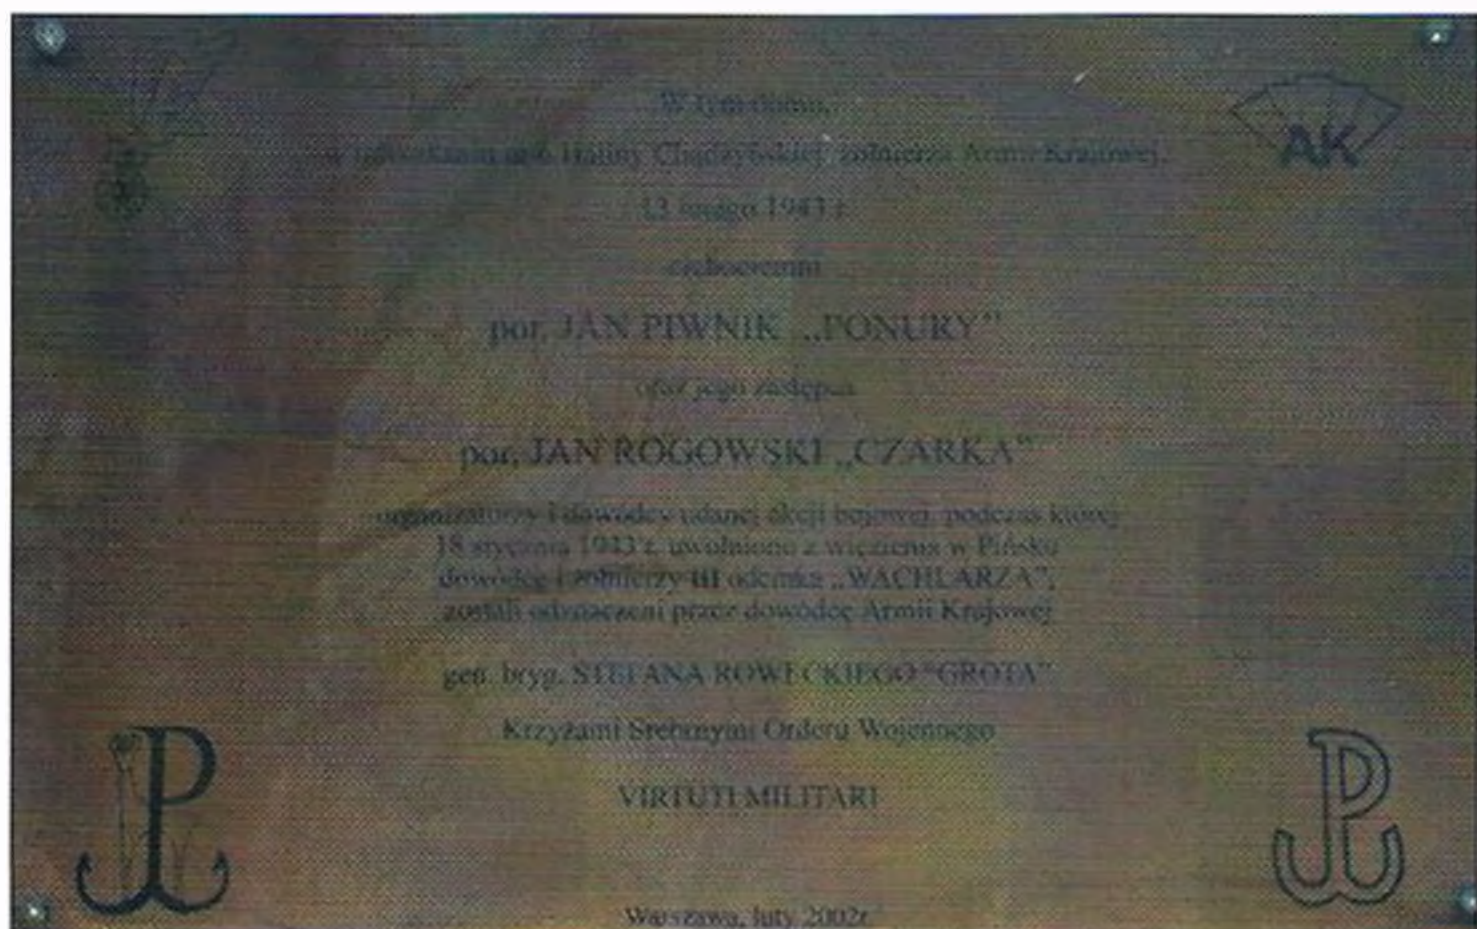 W tym domu,
w mieszkaniu nr 6 Haliny Chądzyńskiej, żołnierza Armii Krajowej,
13 lutego 1943 r.
cichociemni
por. JAN PIWNIK „PONURY”
oraz jego zastępca
por. JAN ROGOWSKI „CZARKA”
organizatorzy i dowódcy udanej akcji bojowej, podczas której
18 stycznia 1943 r. uwolniono z więzienia w Pińsku
dowódcę i żołnierzy III odcinka „WACHLARZA”,
zostali odznaczeni przez dowódcę Armii Krajowej
gen. bryg. STEFANA ROWECKIEGO "GROTA"
Krzyżami Srebrnymi Orderu Wojennego
VIRTUTI MILITARI
Warszawa, luty 2002r.
AK